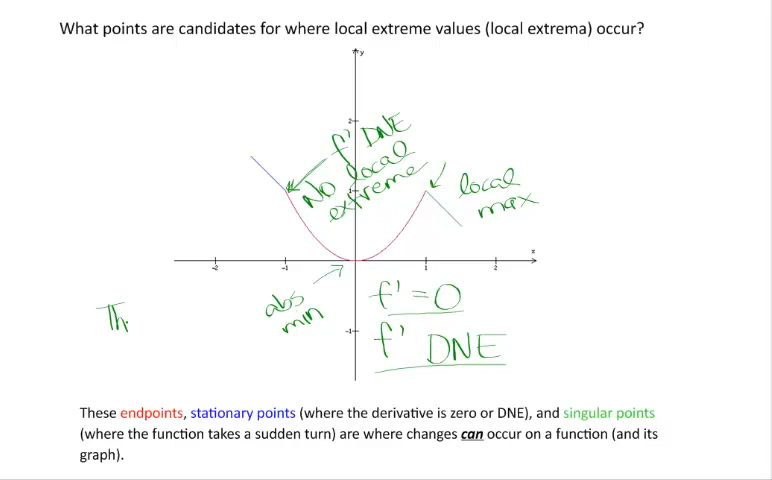 What points are candidates for where local extreme values (local extrema) occur?
y
2
f' DNE
No local
extreme
1
local
max
x
-2
-1
1
2
abs
min
f' = 0
-1
f' DNE
Th
These endpoints, stationary points (where the derivative is zero or DNE), and singular points
(where the function takes a sudden turn) are where changes can occur on a function (and its
graph).